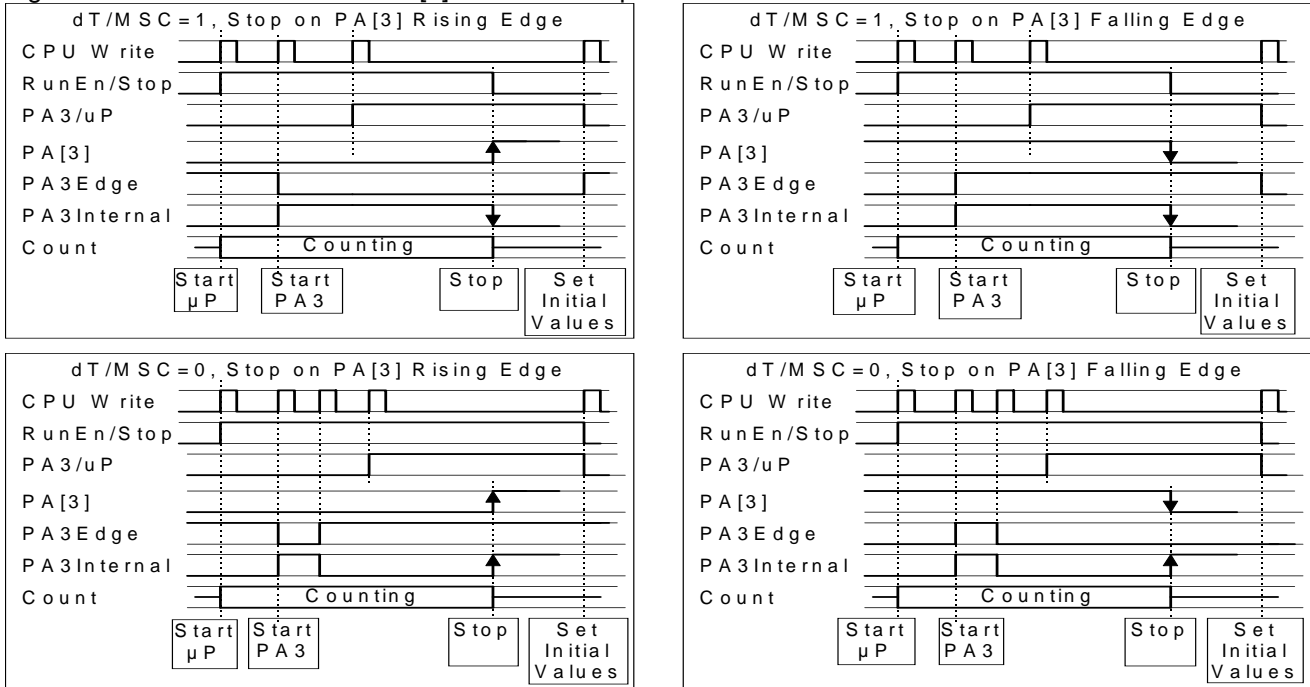 dT/MSC=1, Stop on PA[3] Rising Edge
CPU Write
RunEn/Stop
PA3/uP
PA[3]
PA3Edge
PA3Internal
Count
Counting
Start
µP
Start
PA3
Stop
Set
Initial
Values
dT/MSC=1, Stop on PA[3] Falling Edge
CPU Write
RunEn/Stop
PA3/uP
PA[3]
PA3Edge
PA3Internal
Count
Counting
Start
µP
Start
PA3
Stop
Set
Initial
Values
dT/MSC=0, Stop on PA[3] Rising Edge
CPU Write
RunEn/Stop
PA3/uP
PA[3]
PA3Edge
PA3Internal
Count
Counting
Start
µP
Start
PA3
Stop
Set
Initial
Values
dT/MSC=0, Stop on PA[3] Falling Edge
CPU Write
RunEn/Stop
PA3/uP
PA[3]
PA3Edge
PA3Internal
Count
Counting
Start
µP
Start
PA3
Stop
Set
Initial
Values